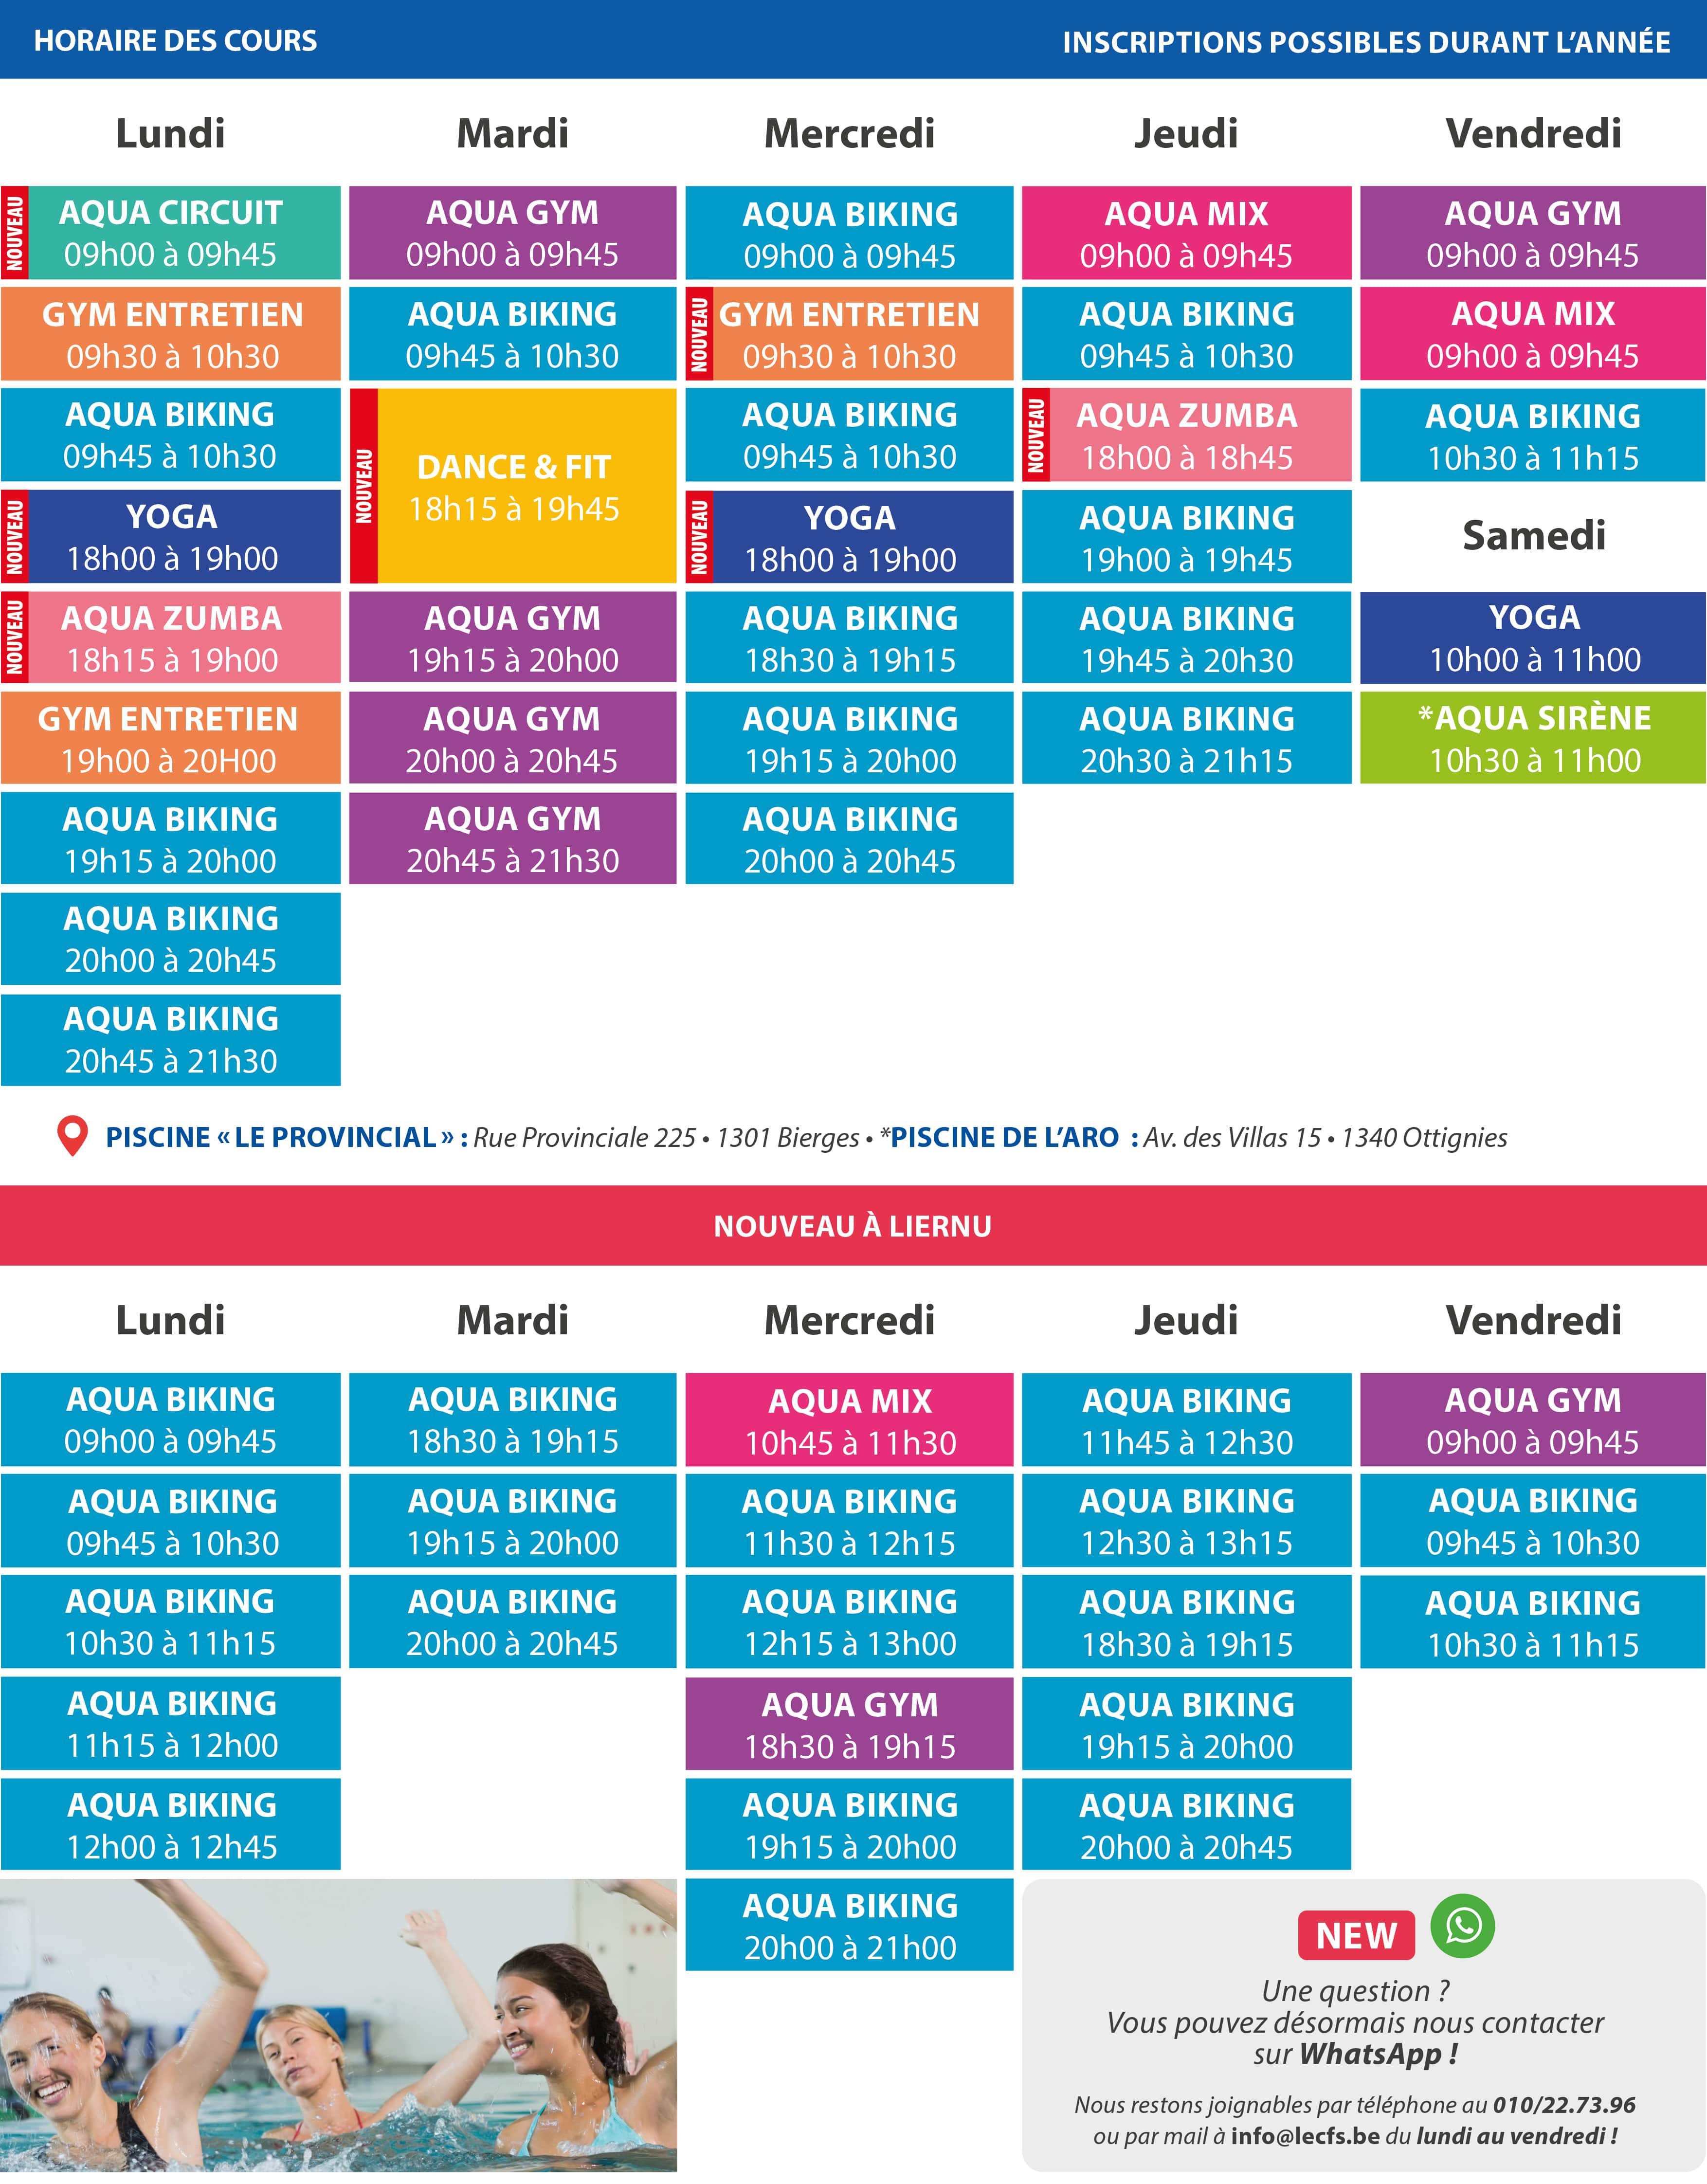 HORAIRE DES COURS
INSCRIPTIONS POSSIBLES DURANT L'ANNÉE
Lundi
NOUVEAU
AQUA CIRCUIT
09h00 à 09h45
GYM ENTRETIEN
09h30 à 10h30
AQUA BIKING
09h45 à 10h30
NOUVEAU
YOGA
18h00 à 19h00
NOUVEAU
AQUA ZUMBA
18h15 à 19h00
GYM ENTRETIEN
19h00 à 20H00
AQUA BIKING
19h15 à 20h00
AQUA BIKING
20h00 à 20h45
AQUA BIKING
20h45 à 21h30
Mardi
AQUA GYM
09h00 à 09h45
AQUA BIKING
09h45 à 10h30
NOUVEAU
DANCE & FIT
18h15 à 19h45
AQUA GYM
19h15 à 20h00
AQUA GYM
20h00 à 20h45
AQUA GYM
20h45 à 21h30
Mercredi
AQUA BIKING
09h00 à 09h45
NOUVEAU
GYM ENTRETIEN
09h30 à 10h30
AQUA BIKING
09h45 à 10h30
NOUVEAU
YOGA
18h00 à 19h00
AQUA BIKING
18h30 à 19h15
AQUA BIKING
19h15 à 20h00
AQUA BIKING
20h00 à 20h45
Jeudi
AQUA MIX
09h00 à 09h45
AQUA BIKING
09h45 à 10h30
NOUVEAU
AQUA ZUMBA
18h00 à 18h45
AQUA BIKING
19h00 à 19h45
AQUA BIKING
19h45 à 20h30
AQUA BIKING
20h30 à 21h15
Vendredi
AQUA GYM
09h00 à 09h45
AQUA MIX
09h00 à 09h45
AQUA BIKING
10h30 à 11h15
Samedi
YOGA
10h00 à 11h00
*AQUA SIRÈNE
10h30 à 11h00
PISCINE « LE PROVINCIAL » : Rue Provinciale 225 • 1301 Bierges • *PISCINE DE L'ARO : Av. des Villas 15 • 1340 Ottignies
NOUVEAU À LIERNU
Lundi
AQUA BIKING
09h00 à 09h45
AQUA BIKING
09h45 à 10h30
AQUA BIKING
10h30 à 11h15
AQUA BIKING
11h15 à 12h00
AQUA BIKING
12h00 à 12h45
Mardi
AQUA BIKING
18h30 à 19h15
AQUA BIKING
19h15 à 20h00
AQUA BIKING
20h00 à 20h45
Mercredi
AQUA MIX
10h45 à 11h30
AQUA BIKING
11h30 à 12h15
AQUA BIKING
12h15 à 13h00
AQUA GYM
18h30 à 19h15
AQUA BIKING
19h15 à 20h00
AQUA BIKING
20h00 à 21h00
Jeudi
AQUA BIKING
11h45 à 12h30
AQUA BIKING
12h30 à 13h15
AQUA BIKING
18h30 à 19h15
AQUA BIKING
19h15 à 20h00
AQUA BIKING
20h00 à 20h45
Vendredi
AQUA GYM
09h00 à 09h45
AQUA BIKING
09h45 à 10h30
AQUA BIKING
10h30 à 11h15
NEW
Une question ?
Vous pouvez désormais nous contacter
sur WhatsApp !
Nous restons joignables par téléphone au 010/22.73.96
ou par mail à info@lecfs.be du lundi au vendredi !